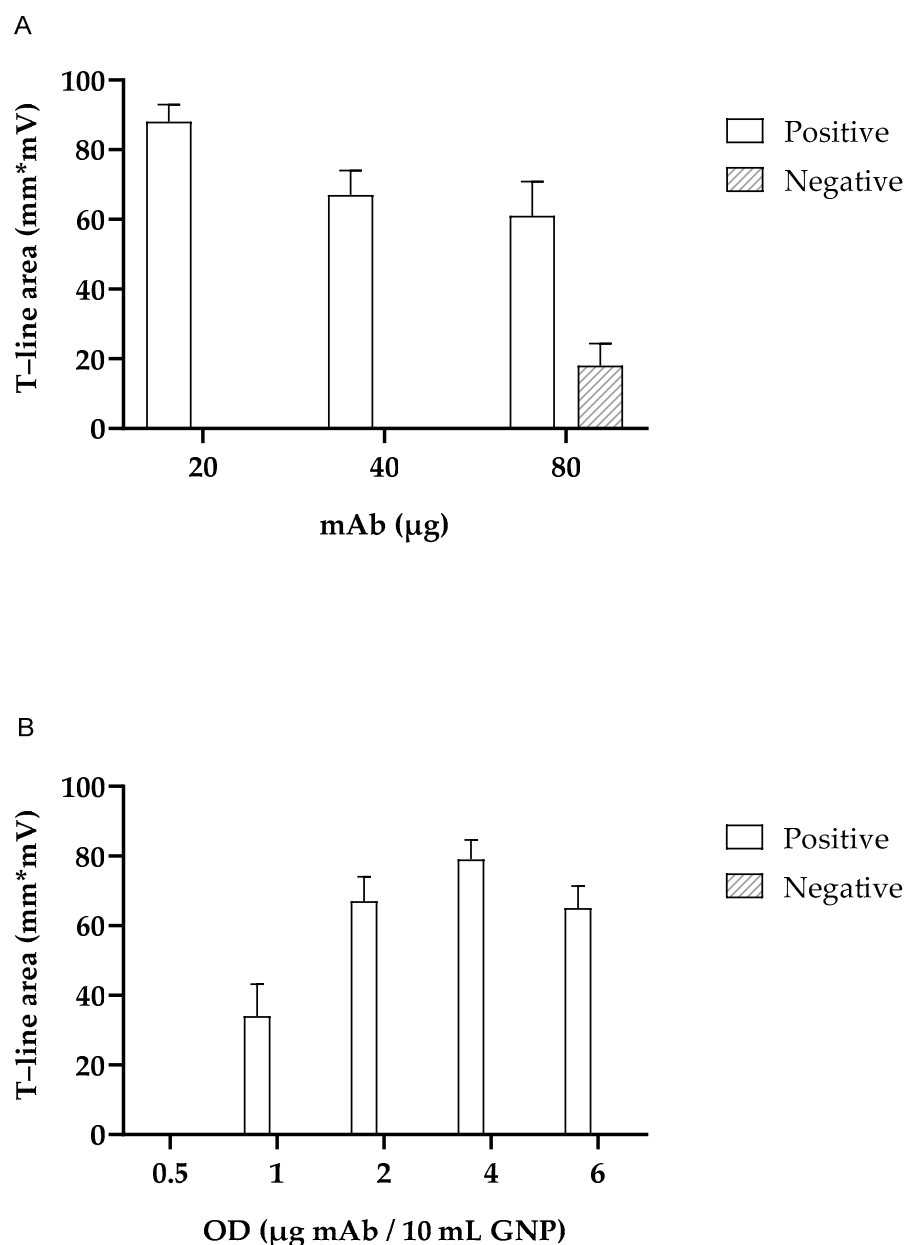 A
T–line area (mm*mV)
100
80
60
40
20
0
20 40 80
mAb (µg)
Positive
Negative
B
T–line area (mm*mV)
100
80
60
40
20
0
0.5 1 2 4 6
OD (µg mAb / 10 mL GNP)
Positive
Negative